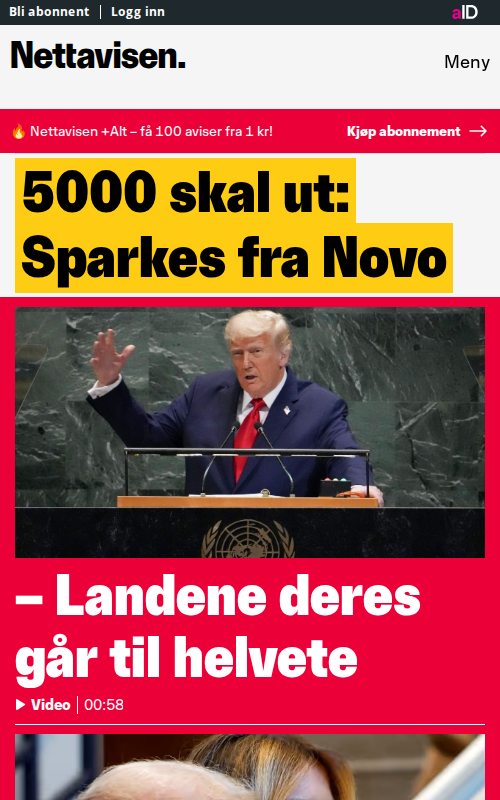 Bli abonnent | Logg inn
aID
Nettavisen.
Meny
🔥 Nettavisen +Alt – få 100 aviser fra 1 kr!
Kjøp abonnement →
5000 skal ut:
Sparkes fra Novo
– Landene deres
går til helvete
Video | 00:58